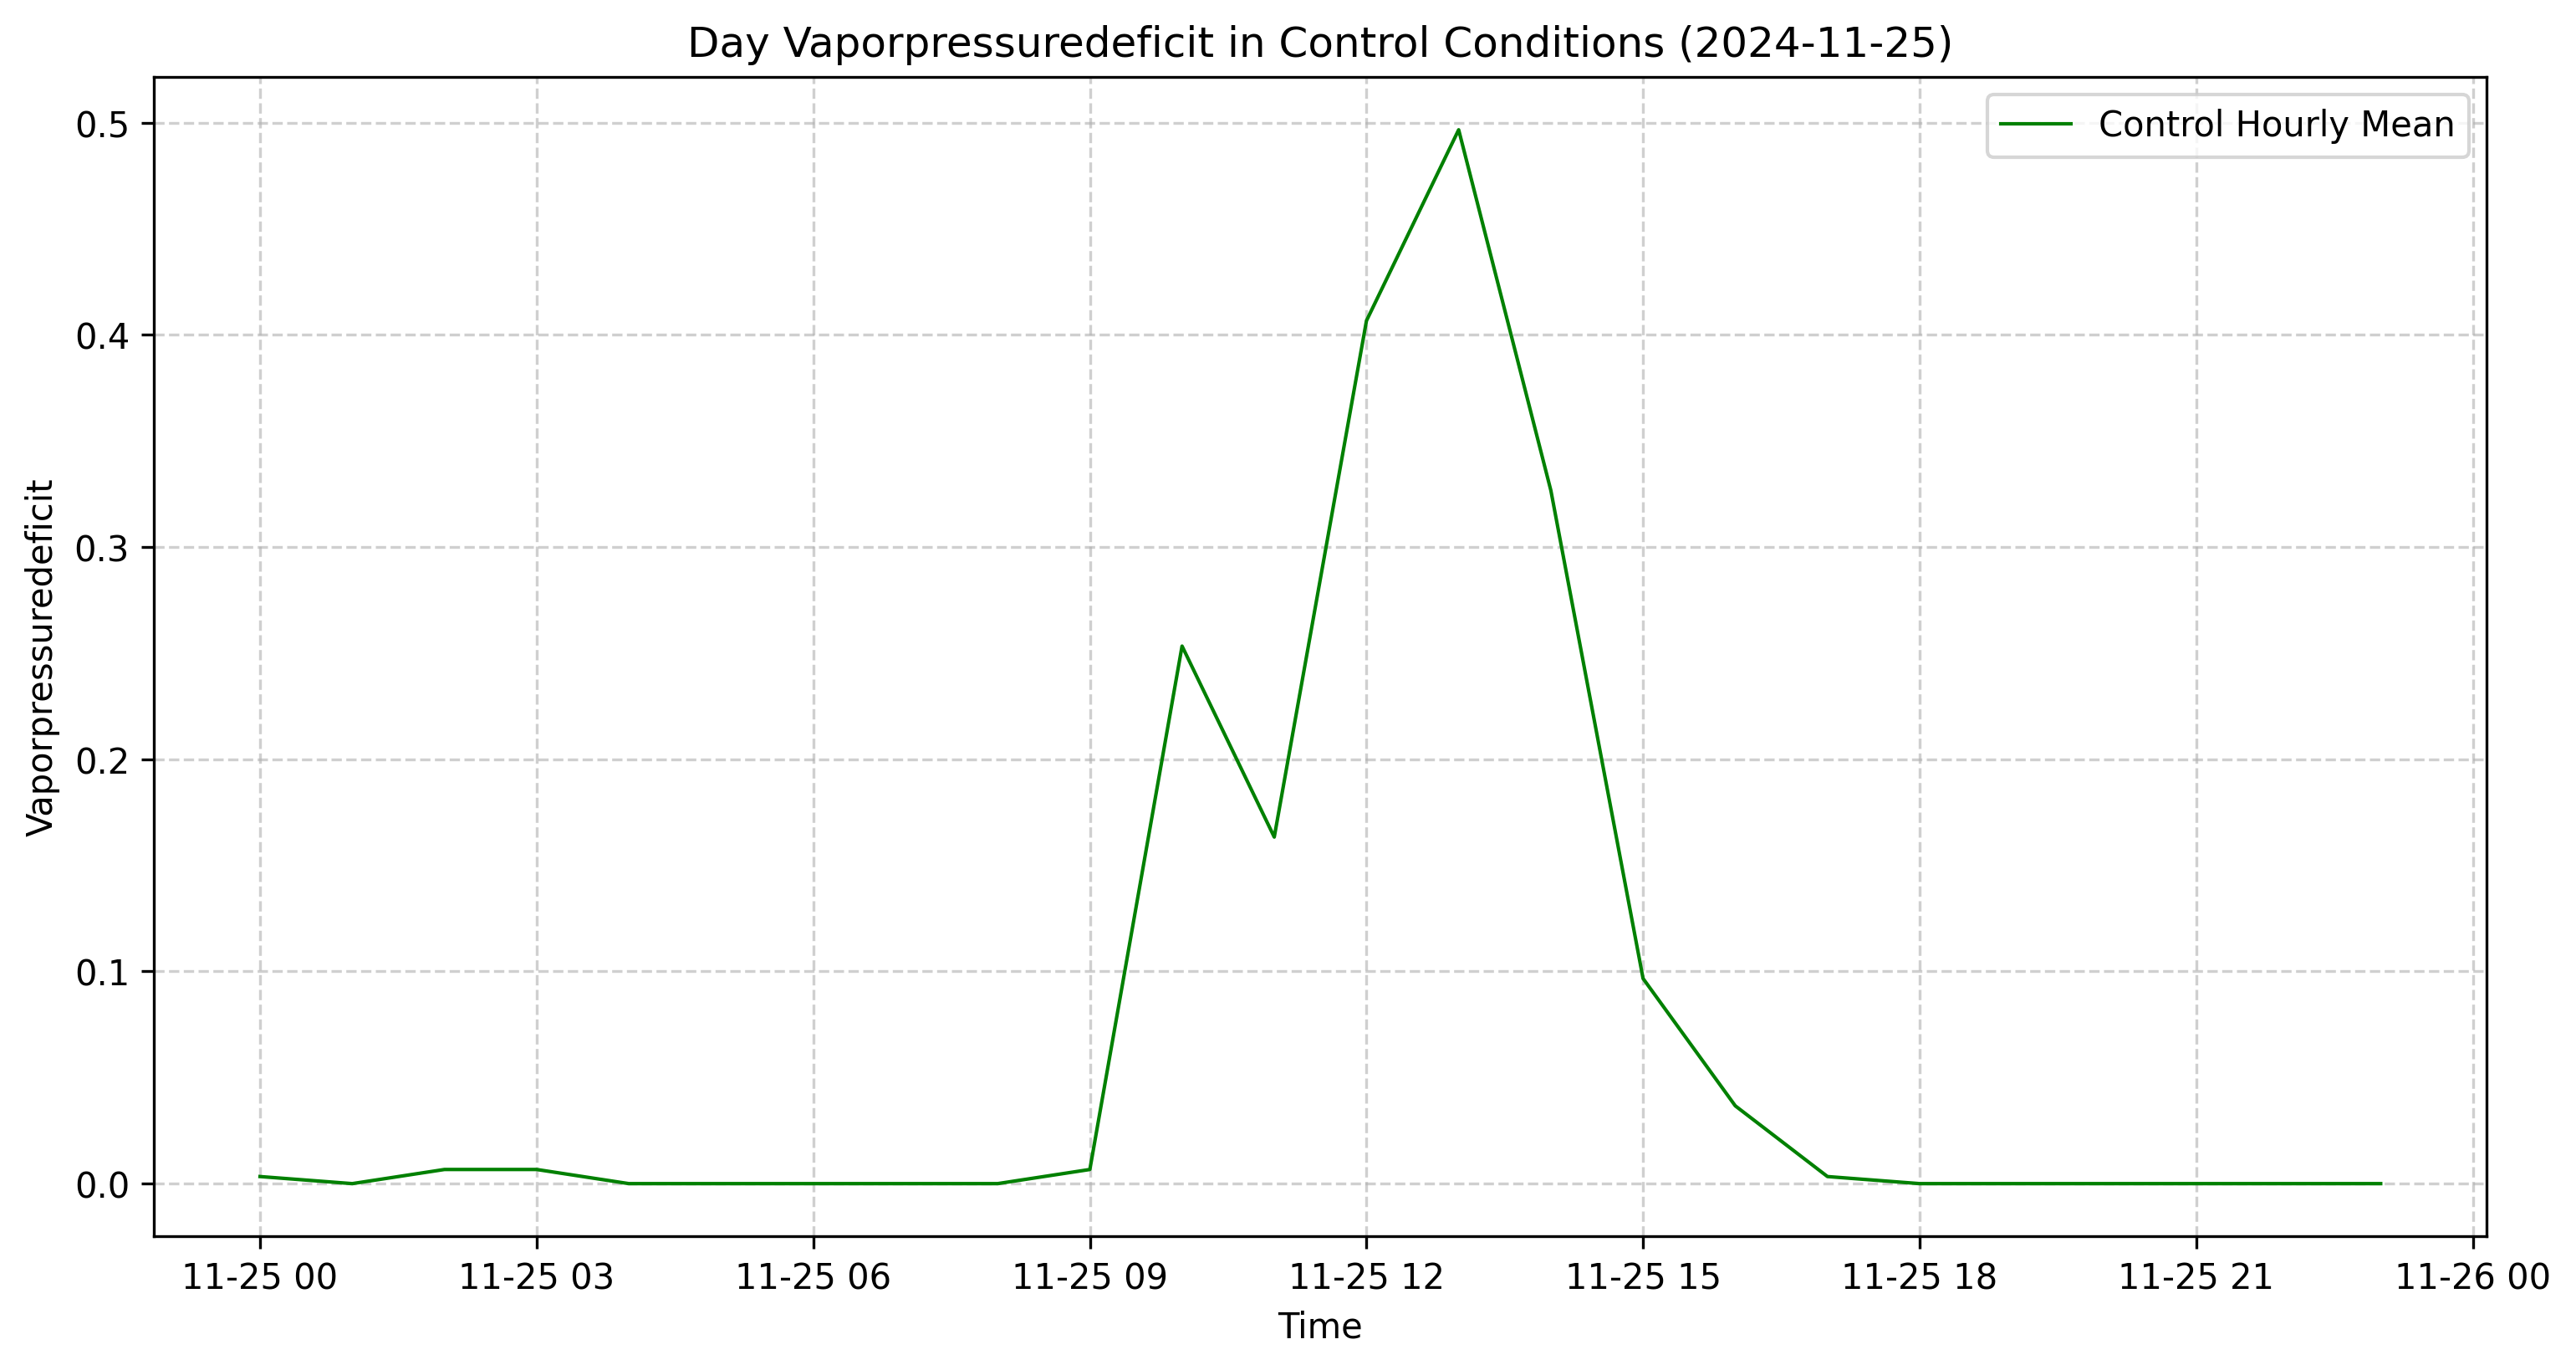 Day Vaporpressuredeficit in Control Conditions (2024-11-25)
Control Hourly Mean
Vaporpressuredeficit
0.5
0.4
0.3
0.2
0.1
0.0
11-25 00 11-25 03 11-25 06 11-25 09 11-25 12 11-25 15 11-25 18 11-25 21 11-26 00
Time